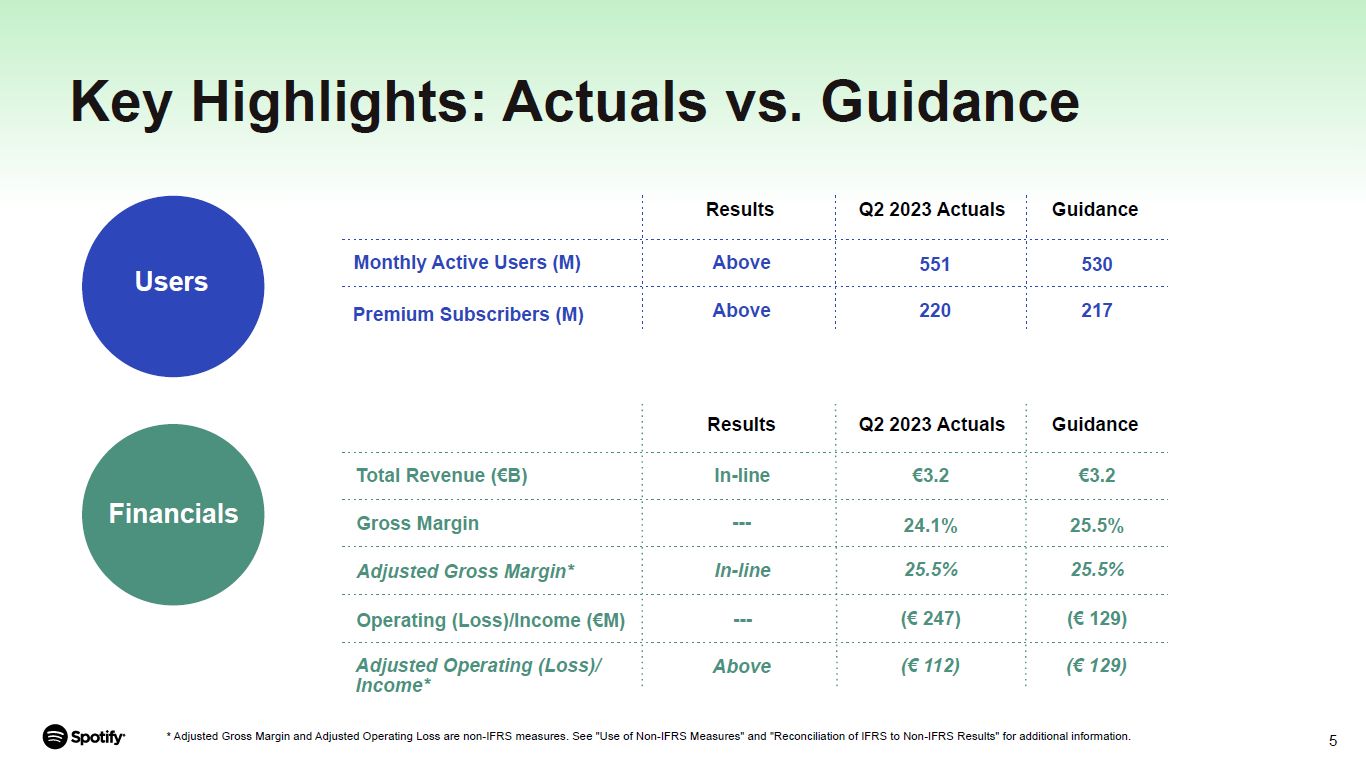 Key Highlights: Actuals vs. Guidance
Users
Results Q2 2023 Actuals Guidance
Monthly Active Users (M) Above 551 530
Premium Subscribers (M) Above 220 217
Financials
Results Q2 2023 Actuals Guidance
Total Revenue (€B) In-line €3.2 €3.2
Gross Margin --- 24.1% 25.5%
Adjusted Gross Margin* In-line 25.5% 25.5%
Operating (Loss)/Income (€M) --- (€ 247) (€ 129)
Adjusted Operating (Loss)/
Income* Above (€ 112) (€ 129)
Spotify
* Adjusted Gross Margin and Adjusted Operating Loss are non-IFRS measures. See "Use of Non-IFRS Measures" and "Reconciliation of IFRS to Non-IFRS Results" for additional information.
5